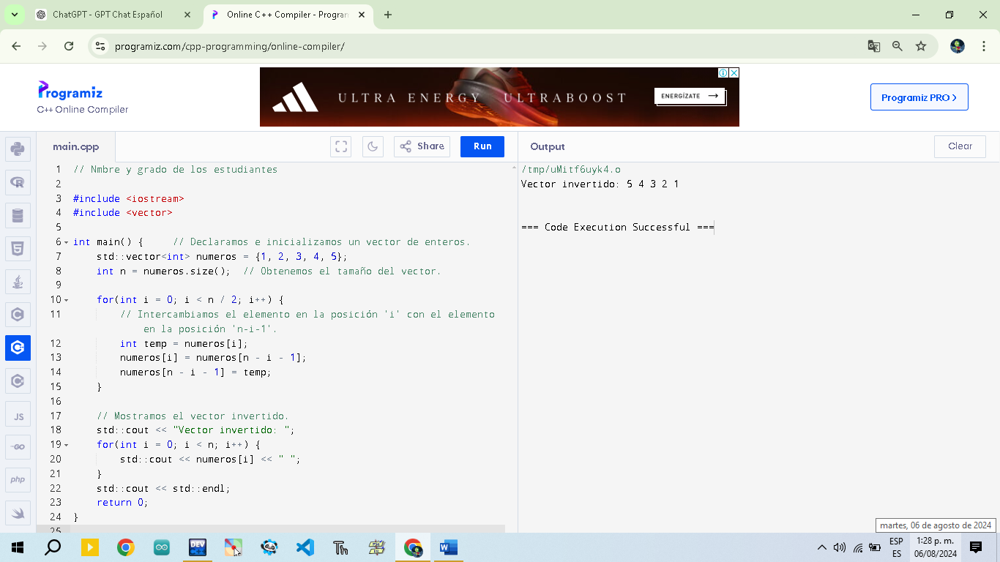 ChatGPT - GPT Chat Español
Online C++ Compiler - Progran
programiz.com/cpp-programming/online-compiler/
Programiz
C++ Online Compiler
ULTRA ENERGY ULTRABOOST
ENERGÍZATE
Programiz PRO
main.cpp
Share
Run
Output
Clear
1 // Nmbre y grado de los estudiantes
2
3 #include <iostream>
4 #include <vector>
5
6 int main() {     // Declaramos e inicializamos un vector de enteros.
7     std::vector<int> numeros = {1, 2, 3, 4, 5};
8     int n = numeros.size();  // Obtenemos el tamaño del vector.
9
10     for(int i = 0; i < n / 2; i++) {
11         // Intercambiamos el elemento en la posición 'i' con el elemento
            en la posición 'n-i-1'.
12         int temp = numeros[i];
13         numeros[i] = numeros[n - i - 1];
14         numeros[n - i - 1] = temp;
15     }
16
17     // Mostramos el vector invertido.
18     std::cout << "Vector invertido: ";
19     for(int i = 0; i < n; i++) {
20         std::cout << numeros[i] << " ";
21     }
22     std::cout << std::endl;
23     return 0;
24 }
25
/tmp/uMitf6uyk4.o
Vector invertido: 5 4 3 2 1
=== Code Execution Successful ===
JS
GO
php
martes, 06 de agosto de 2024
DEV
Th
W
ESP
ES
1:28 p. m.
06/08/2024